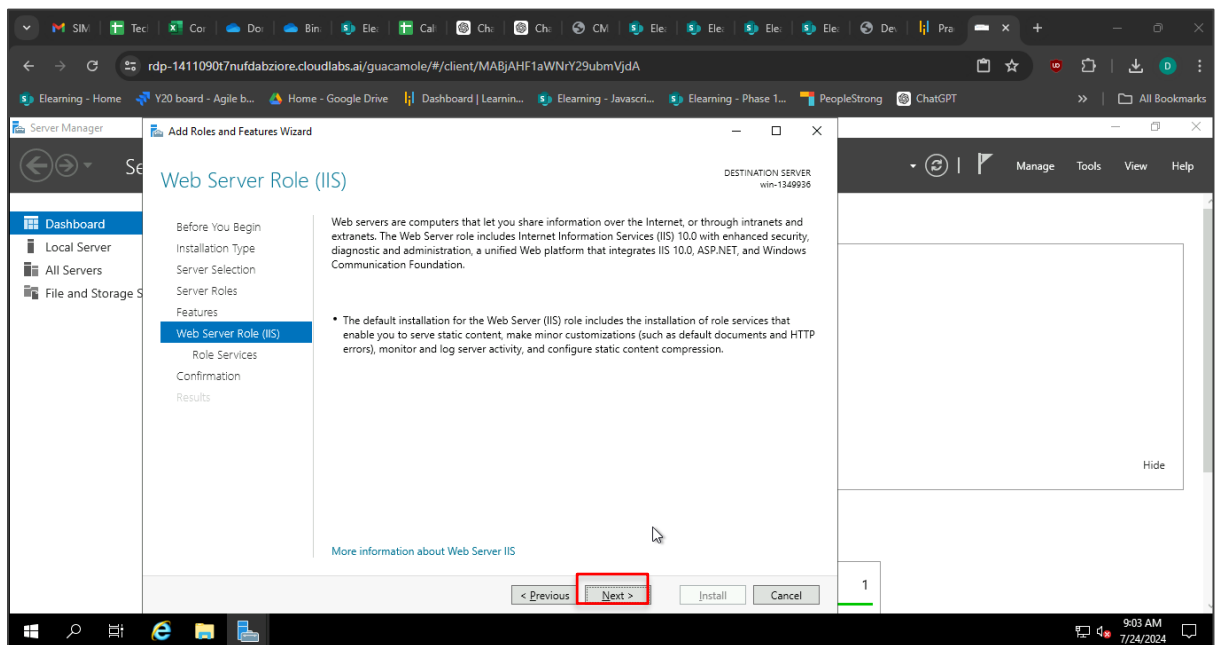 SIM
Tec
Cor
Do
Bin
Ele
Cal
Cha
Cha
CM
Ele
Ele
Ele
Ele
Dev
Pra
rdp-1411090t7nufdabziore.cloudlabs.ai/guacamole/#/client/MABjAHF1aWNrY29ubmVjdA
D
Elearning - Home
Y20 board - Agile b...
Home - Google Drive
Dashboard | Learnin...
Elearning - Javascri...
Elearning - Phase 1...
PeopleStrong
ChatGPT
»
All Bookmarks
Server Manager
Add Roles and Features Wizard
Se
Manage
Tools
View
Help
Web Server Role (IIS)
DESTINATION SERVER
win-1349936
Dashboard
Local Server
All Servers
File and Storage S
Before You Begin
Installation Type
Server Selection
Server Roles
Features
Web Server Role (IIS)
Role Services
Confirmation
Results
Web servers are computers that let you share information over the Internet, or through intranets and
extranets. The Web Server role includes Internet Information Services (IIS) 10.0 with enhanced security,
diagnostic and administration, a unified Web platform that integrates IIS 10.0, ASP.NET, and Windows
Communication Foundation.
• The default installation for the Web Server (IIS) role includes the installation of role services that
enable you to serve static content, make minor customizations (such as default documents and HTTP
errors), monitor and log server activity, and configure static content compression.
More information about Web Server IIS
Hide
< Previous
Next >
Install
Cancel
1
9:03 AM
7/24/2024